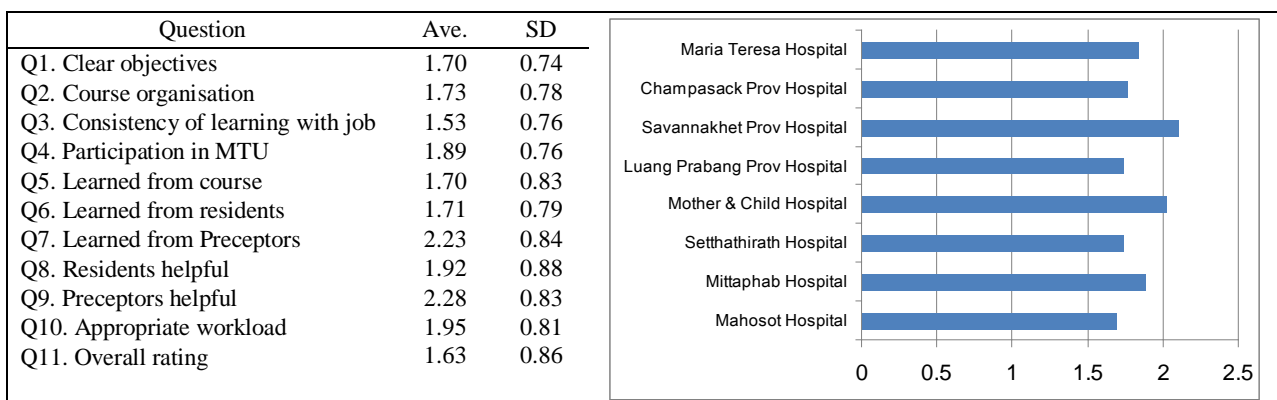 Question Ave. SD
Q1. Clear objectives 1.70 0.74
Q2. Course organisation 1.73 0.78
Q3. Consistency of learning with job 1.53 0.76
Q4. Participation in MTU 1.89 0.76
Q5. Learned from course 1.70 0.83
Q6. Learned from residents 1.71 0.79
Q7. Learned from Preceptors 2.23 0.84
Q8. Residents helpful 1.92 0.88
Q9. Preceptors helpful 2.28 0.83
Q10. Appropriate workload 1.95 0.81
Q11. Overall rating 1.63 0.86
Maria Teresa Hospital
Champasack Prov Hospital
Savannakhet Prov Hospital
Luang Prabang Prov Hospital
Mother & Child Hospital
Setthathirath Hospital
Mittaphab Hospital
Mahosot Hospital
0 0.5 1 1.5 2 2.5